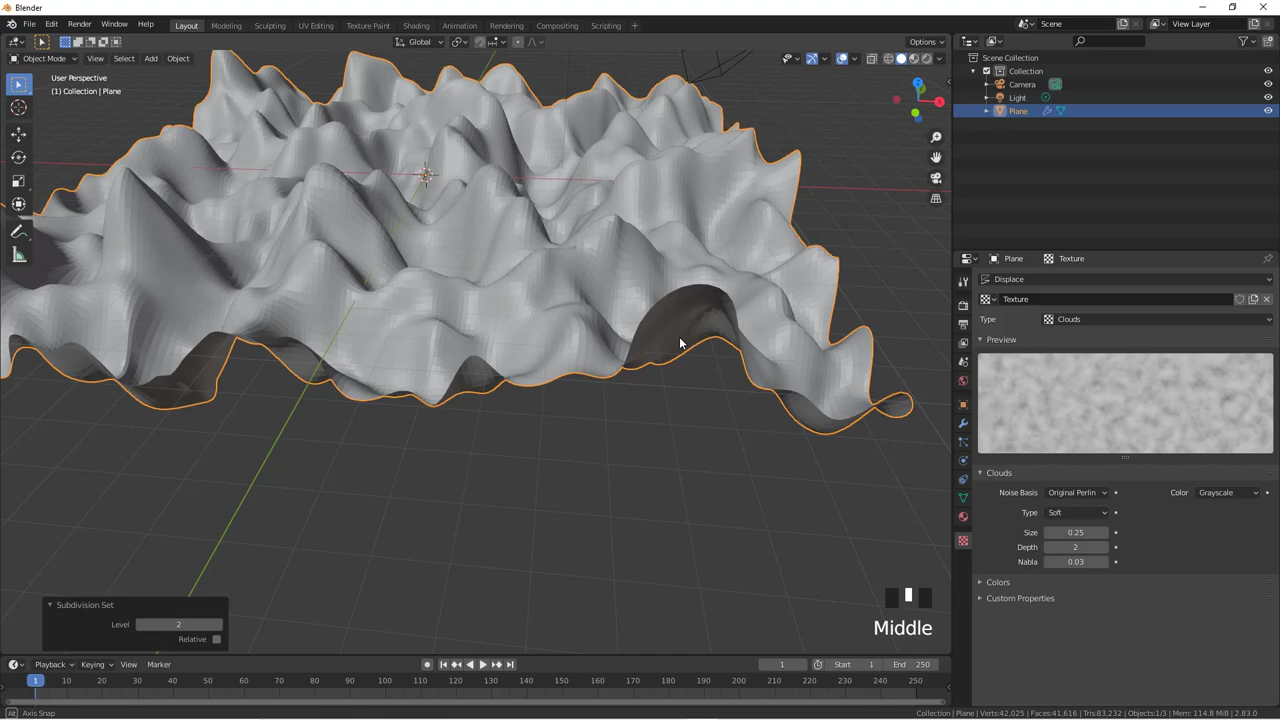 Blender
File Edit Render Window Help Layout Modeling Sculpting UV Editing Texture Paint Shading Animation Rendering Compositing Scripting + Scene View Layer
Global Options
Object Mode View Select Add Object
User Perspective
(1) Collection | Plane
X
Scene Collection
Collection
Camera
Light
Plane
Plane Texture
Displace
Texture
Type Clouds
Preview
Clouds
Noise Basis Original Perlin Color Grayscale
Type Soft
Size 0.25
Depth 2
Nabla 0.03
Colors
Custom Properties
Subdivision Set
Level 2
Relative
Middle
Playback Keying View Marker 1 Start 1 End 250
1 10 20 30 40 50 60 70 80 90 100 110 120 130 140 150 160 170 180 190 200 210 220 230 240 250
Alt Axis Snap Collection | Plane | Verts:42,025 | Faces:41,616 | Tris:83,232 | Objects:1/3 | Mem: 114.8 MiB | 2.83.0